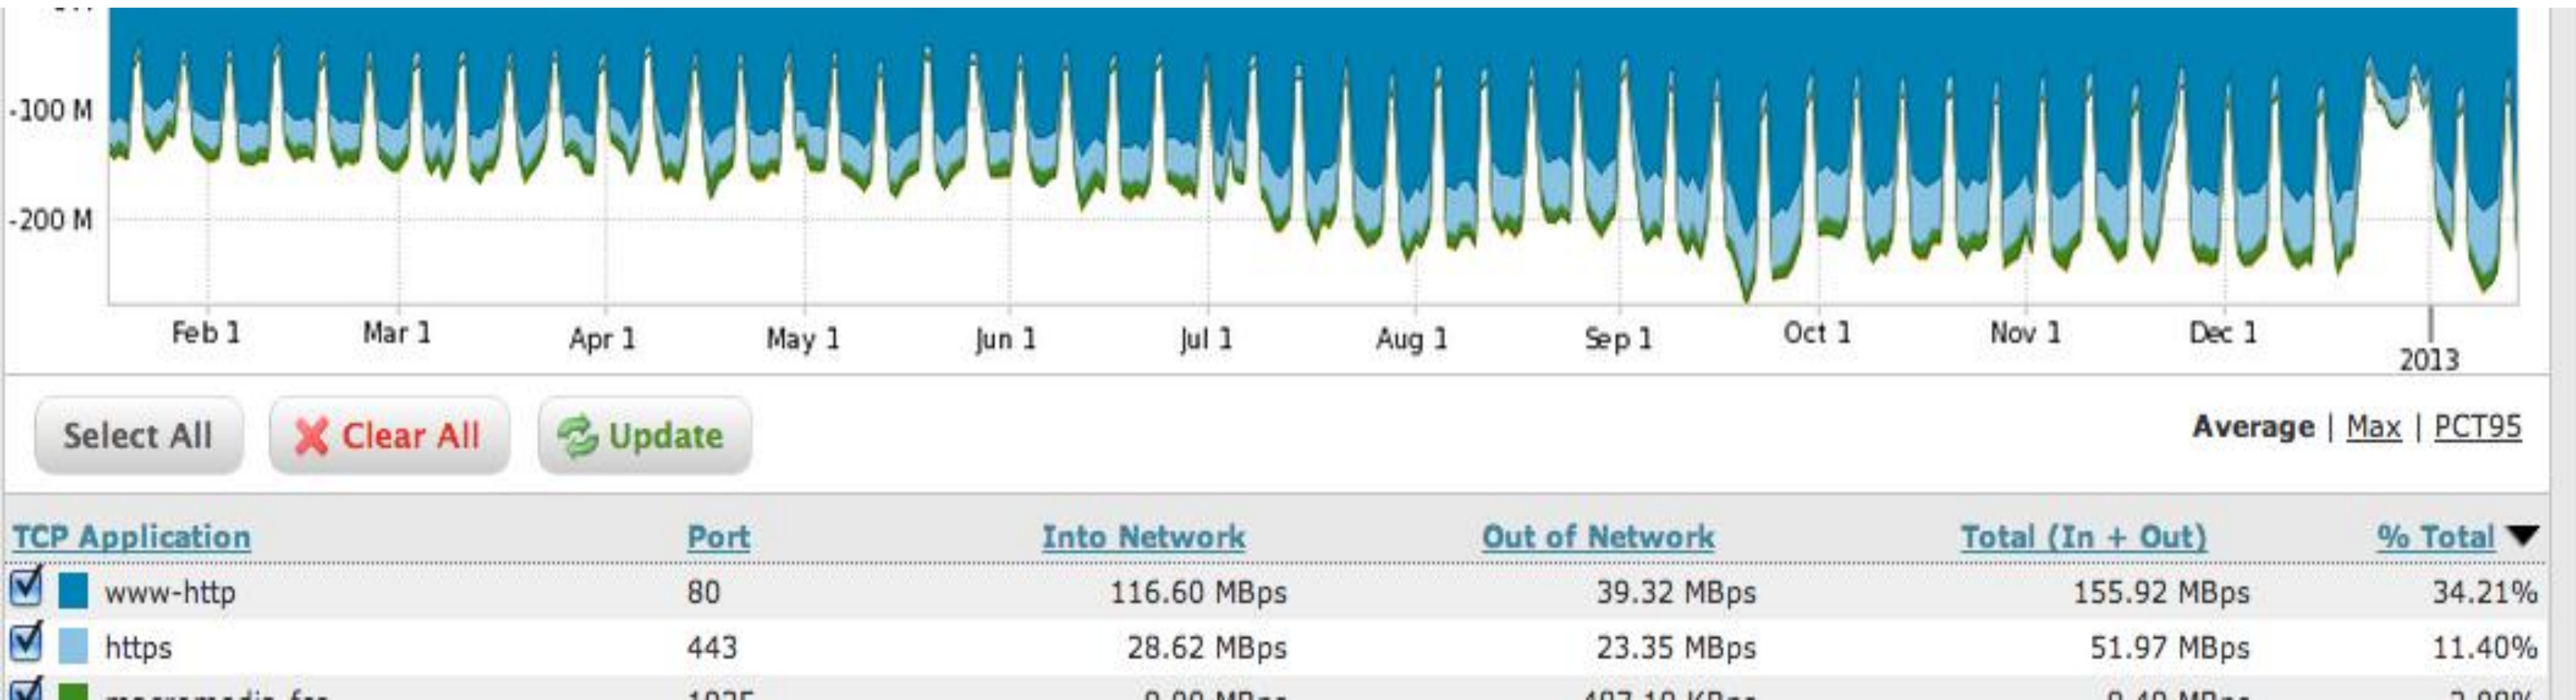 -100 M
-200 M
Feb 1 Mar 1 Apr 1 May 1 Jun 1 Jul 1 Aug 1 Sep 1 Oct 1 Nov 1 Dec 1
2013
Select All Clear All Update Average | Max | PCT95
TCP Application Port Into Network Out of Network Total (In + Out) % Total
www-http 80 116.60 MBps 39.32 MBps 155.92 MBps 34.21%
https 443 28.62 MBps 23.35 MBps 51.97 MBps 11.40%